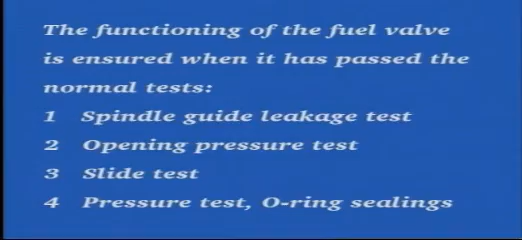 The functioning of the fuel valve
is ensured when it has passed the
normal tests:
1 Spindle guide leakage test
2 Opening pressure test
3 Slide test
4 Pressure test, O-ring sealings